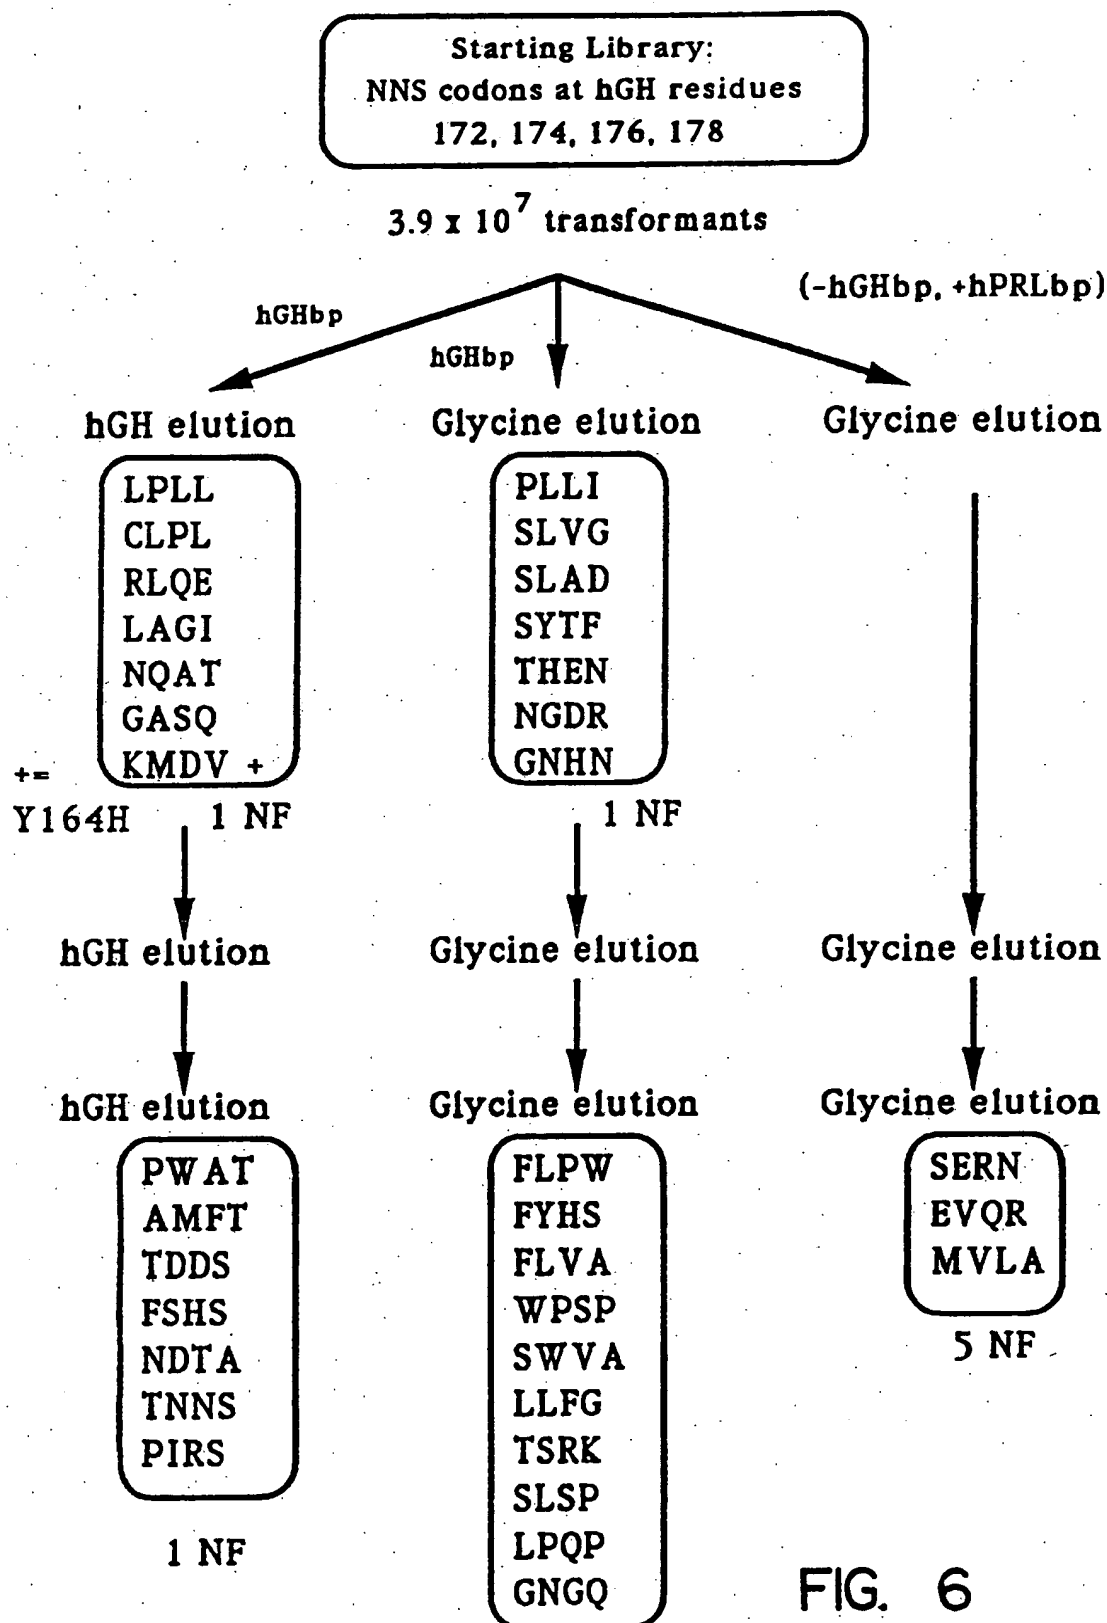 Starting Library:
NNS codons at hGH residues
172, 174, 176, 178
3.9 x 10^7 transformants
(-hGHbp, +hPRLbp)
hGHbp
hGHbp
hGH elution
Glycine elution
Glycine elution
LPLL
CLPL
RLQE
LAGI
NQAT
GASQ
KMDV +
+=
Y164H
1 NF
PLLI
SLVG
SLAD
SYTF
THEN
NGDR
GNHN
1 NF
hGH elution
Glycine elution
Glycine elution
hGH elution
Glycine elution
Glycine elution
PWAT
AMFT
TDDS
FSHS
NDTA
TNNS
PIRS
1 NF
FLPW
FYHS
FLVA
WPSP
SWVA
LLFG
TSRK
SLSP
LPQP
GNGQ
SERN
EVQR
MVLA
5 NF
FIG. 6